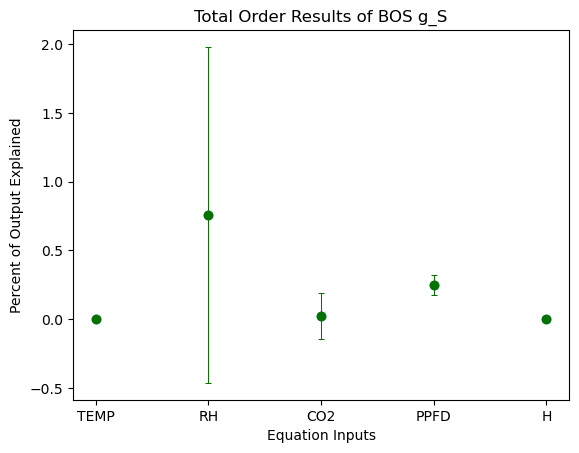 Total Order Results of BOS g_S
Percent of Output Explained
2.0
1.5
1.0
0.5
0.0
−0.5
TEMP RH CO2 PPFD H
Equation Inputs